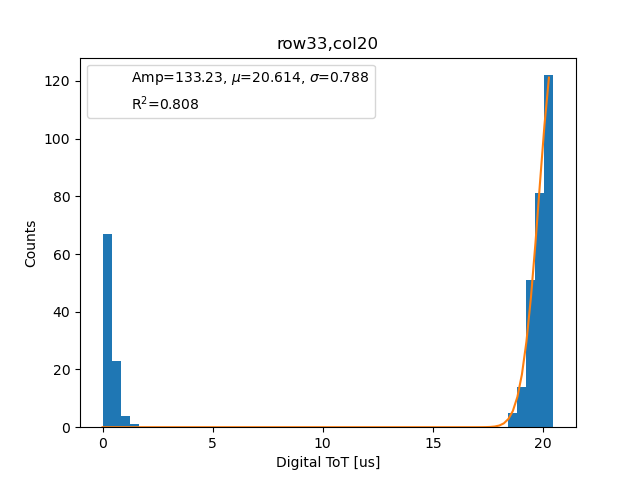 row33,col20
Amp=133.23, μ=20.614, σ=0.788
R²=0.808
120
100
80
60
40
20
0
Counts
0 5 10 15 20
Digital ToT [us]